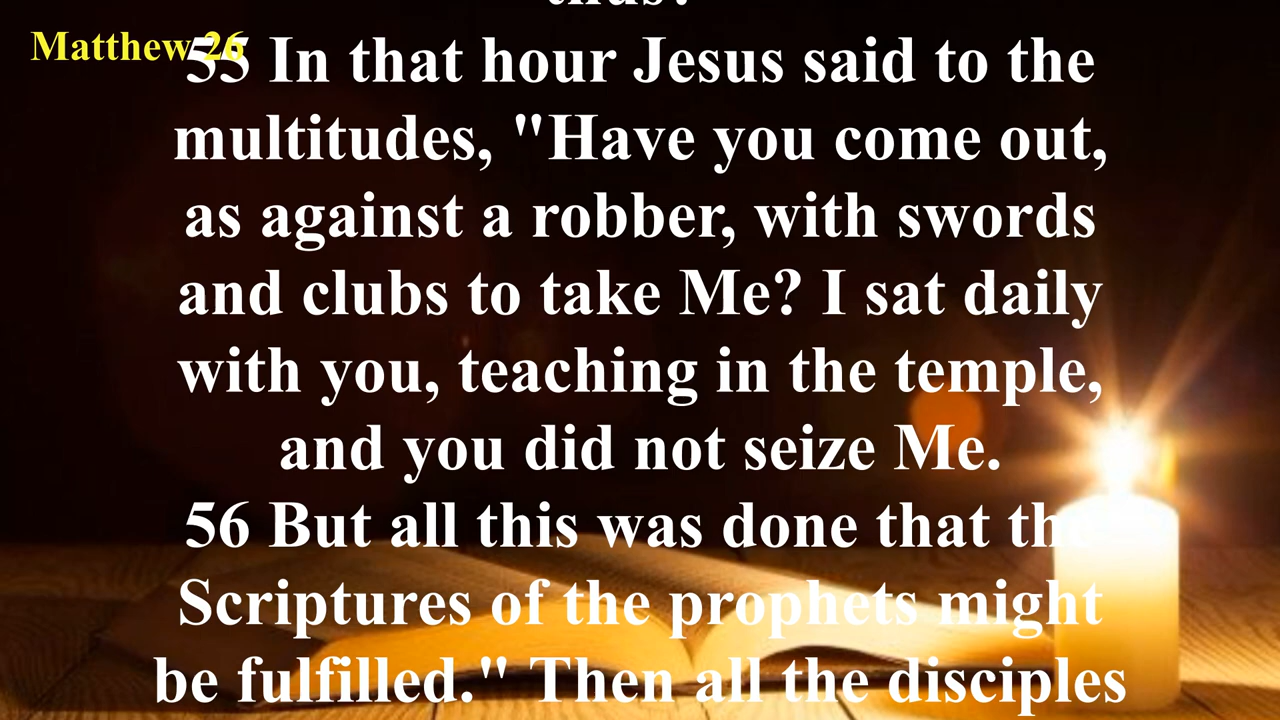 thus?"
Matthew 26
55 In that hour Jesus said to the
multitudes, "Have you come out,
as against a robber, with swords
and clubs to take Me? I sat daily
with you, teaching in the temple,
and you did not seize Me.
56 But all this was done that the
Scriptures of the prophets might
be fulfilled." Then all the disciples